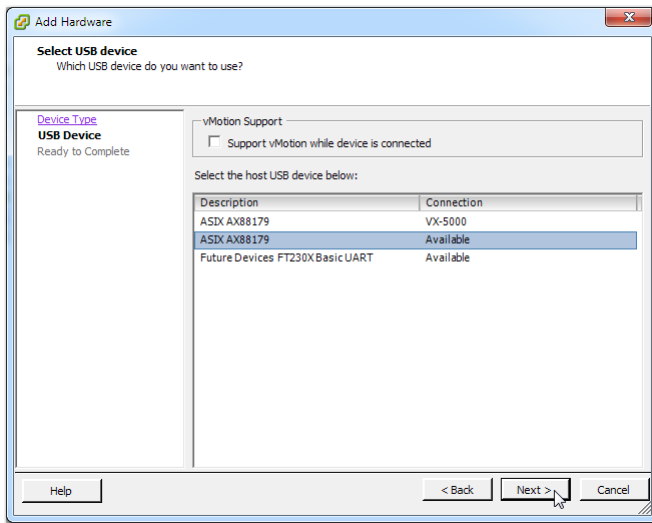 Add Hardware
Select USB device
Which USB device do you want to use?
Device Type
USB Device
Ready to Complete
vMotion Support
Support vMotion while device is connected
Select the host USB device below:
Description Connection
ASIX AX88179 VX-5000
ASIX AX88179 Available
Future Devices FT230X Basic UART Available
Help < Back Next > Cancel